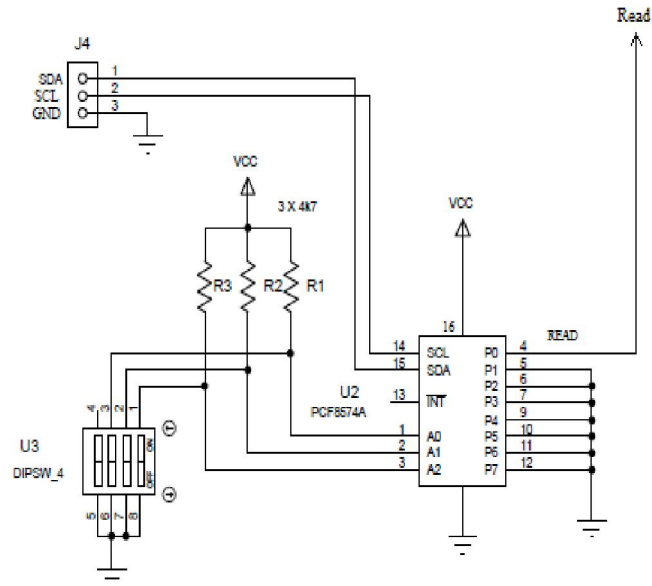 Read
J4
SDA 1
SCL 2
GND 3
VCC
3 X 4k7
VCC
R3 R2 R1
16
READ
14 SCL P0 4
15 SDA P1 5
P2 6
13 INT P3 7
P4 9
1 A0 P5 10
2 A1 P6 11
3 A2 P7 12
U2
PCF8574A
4 3 2 1
U3
DIPSW_4
ON
OFF
5 6 7 8